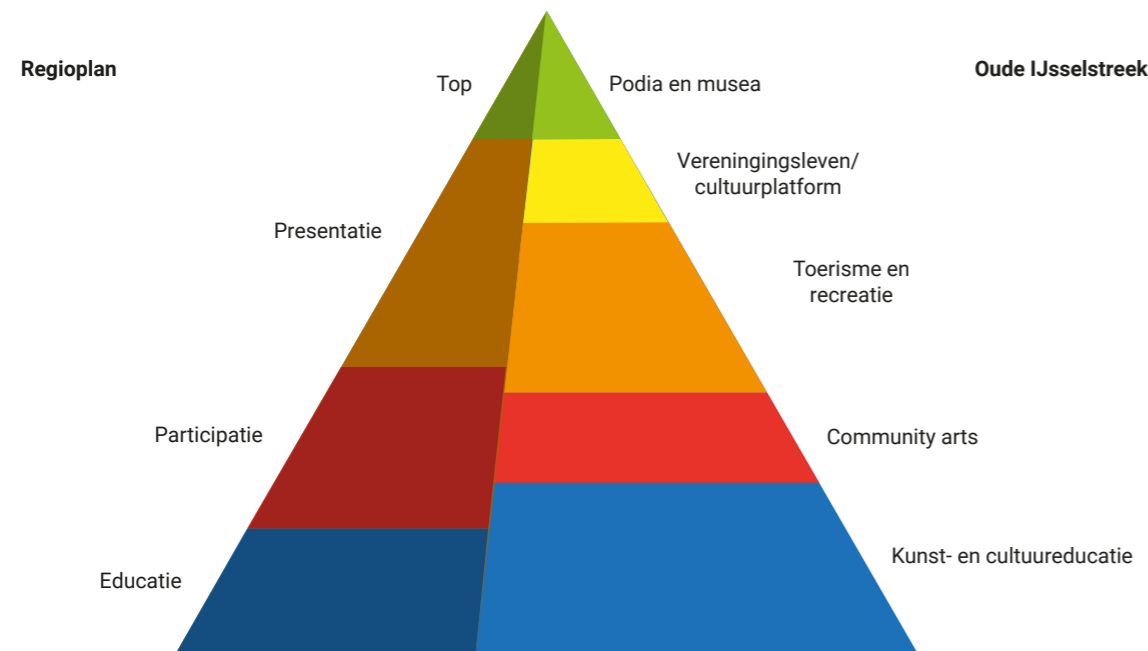 Regioplan
Oude IJsselstreek
Top
Podia en musea
Vereningingsleven/
cultuurplatform
Presentatie
Toerisme en
recreatie
Participatie
Community arts
Kunst- en cultuureducatie
Educatie